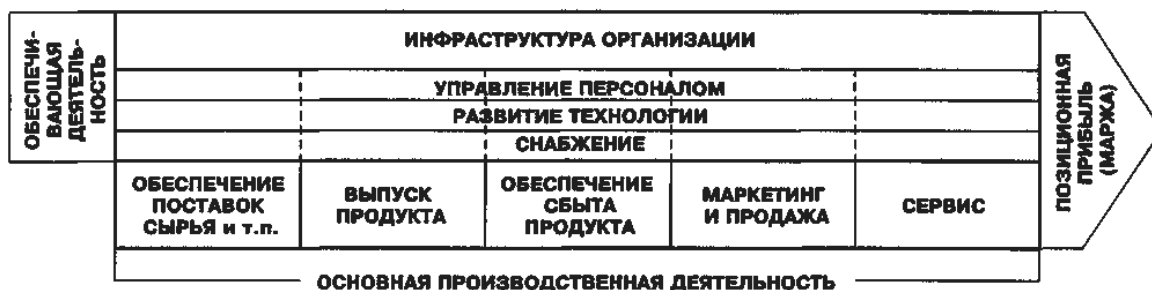 ОБЕСПЕЧИ-
ВАЮЩАЯ
ДЕЯТЕЛЬ-
НОСТЬ
ИНФРАСТРУКТУРА ОРГАНИЗАЦИИ
УПРАВЛЕНИЕ ПЕРСОНАЛОМ
РАЗВИТИЕ ТЕХНОЛОГИИ
СНАБЖЕНИЕ
ОБЕСПЕЧЕНИЕ
ПОСТАВОК
СЫРЬЯ и т.п.
ВЫПУСК
ПРОДУКТА
ОБЕСПЕЧЕНИЕ
СБЫТА
ПРОДУКТА
МАРКЕТИНГ
И ПРОДАЖА
СЕРВИС
ПОЗИЦИОННАЯ
ПРИБЫЛЬ
(МАРЖА)
ОСНОВНАЯ ПРОИЗВОДСТВЕННАЯ ДЕЯТЕЛЬНОСТЬ